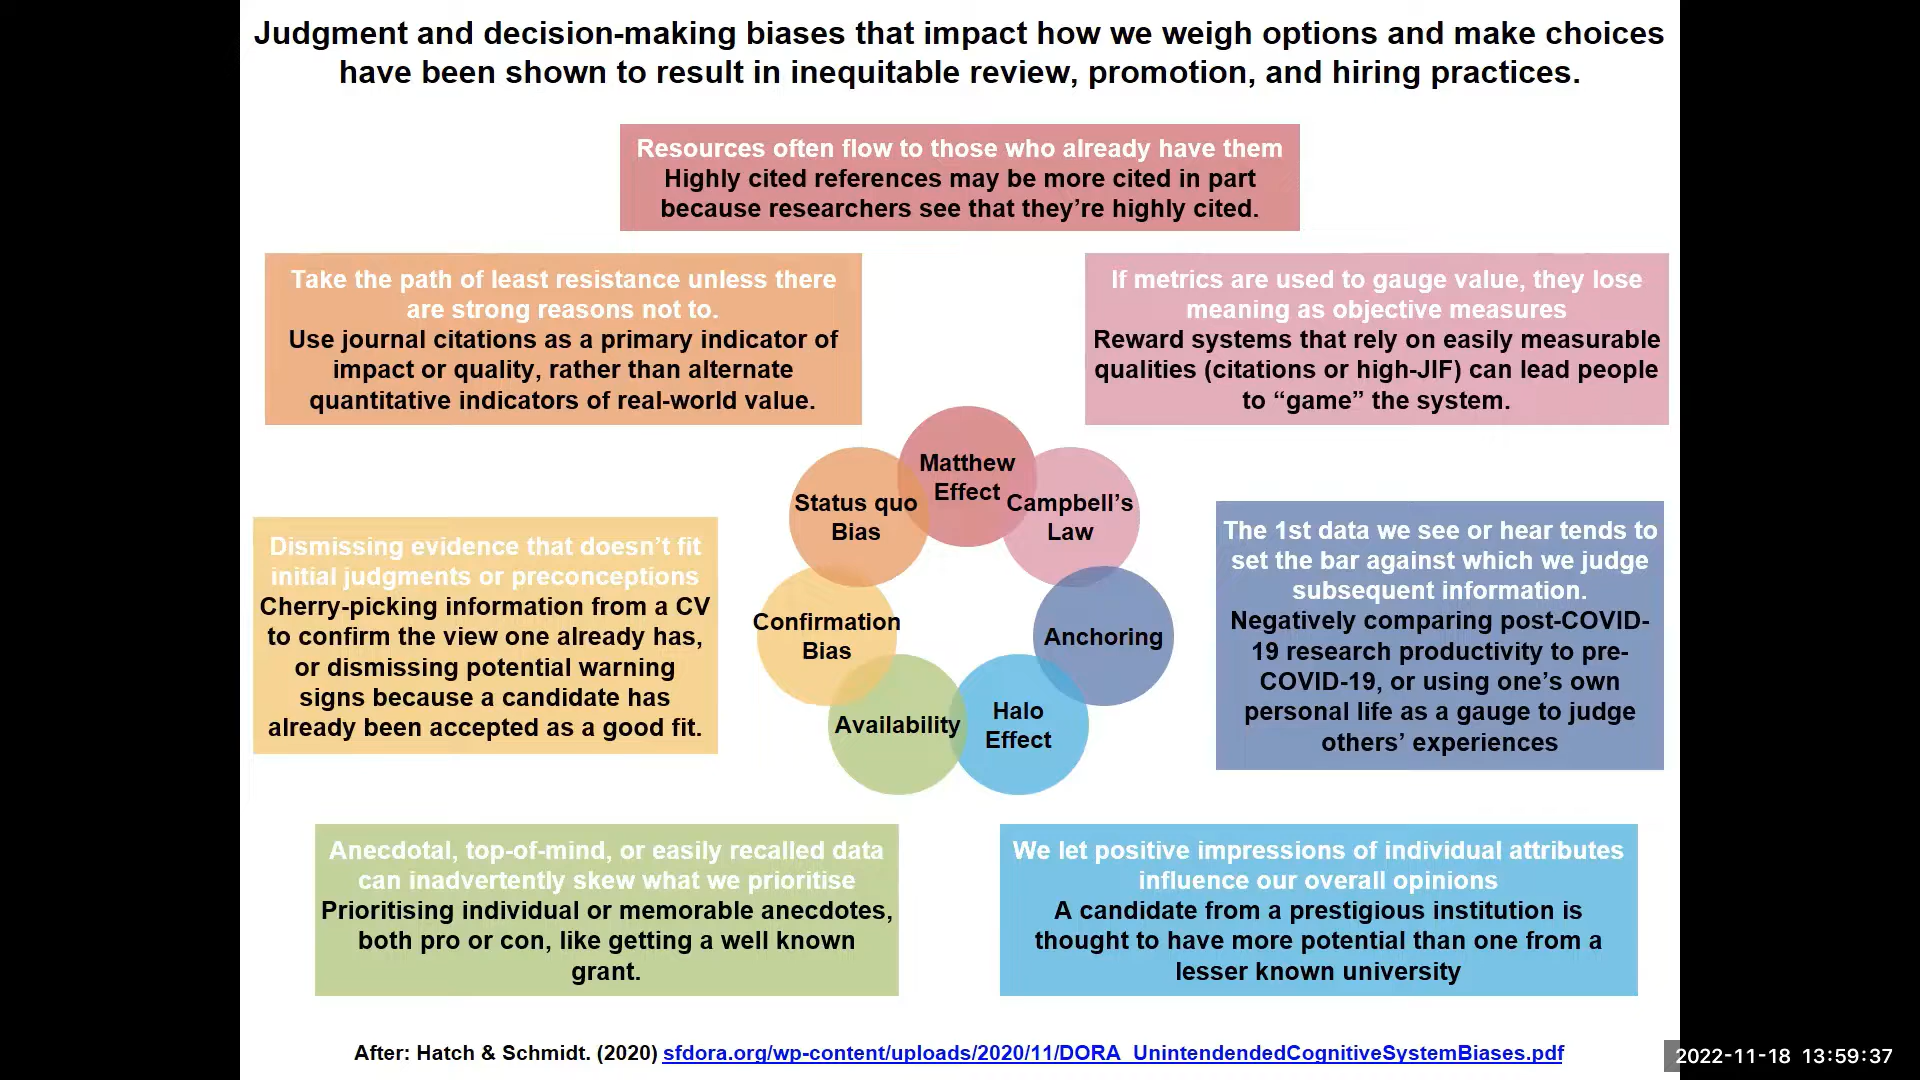 Judgment and decision-making biases that impact how we weigh options and make choices
have been shown to result in inequitable review, promotion, and hiring practices.
Resources often flow to those who already have them
Highly cited references may be more cited in part
because researchers see that they're highly cited.
Take the path of least resistance unless there
are strong reasons not to.
Use journal citations as a primary indicator of
impact or quality, rather than alternate
quantitative indicators of real-world value.
If metrics are used to gauge value, they lose
meaning as objective measures
Reward systems that rely on easily measurable
qualities (citations or high-JIF) can lead people
to “game” the system.
Matthew
Effect
Status quo
Bias
Campbell’s
Law
Dismissing evidence that doesn’t fit
initial judgments or preconceptions
Cherry-picking information from a CV
to confirm the view one already has,
or dismissing potential warning
signs because a candidate has
already been accepted as a good fit.
Confirmation
Bias
Anchoring
The 1st data we see or hear tends to
set the bar against which we judge
subsequent information.
Negatively comparing post-COVID-
19 research productivity to pre-
COVID-19, or using one’s own
personal life as a gauge to judge
others’ experiences
Availability
Halo
Effect
Anecdotal, top-of-mind, or easily recalled data
can inadvertently skew what we prioritise
Prioritising individual or memorable anecdotes,
both pro or con, like getting a well known
grant.
We let positive impressions of individual attributes
influence our overall opinions
A candidate from a prestigious institution is
thought to have more potential than one from a
lesser known university
After: Hatch & Schmidt. (2020) sfdora.org/wp-content/uploads/2020/11/DORA_UnintendendedCognitiveSystemBiases.pdf
2022-11-18 13:59:37